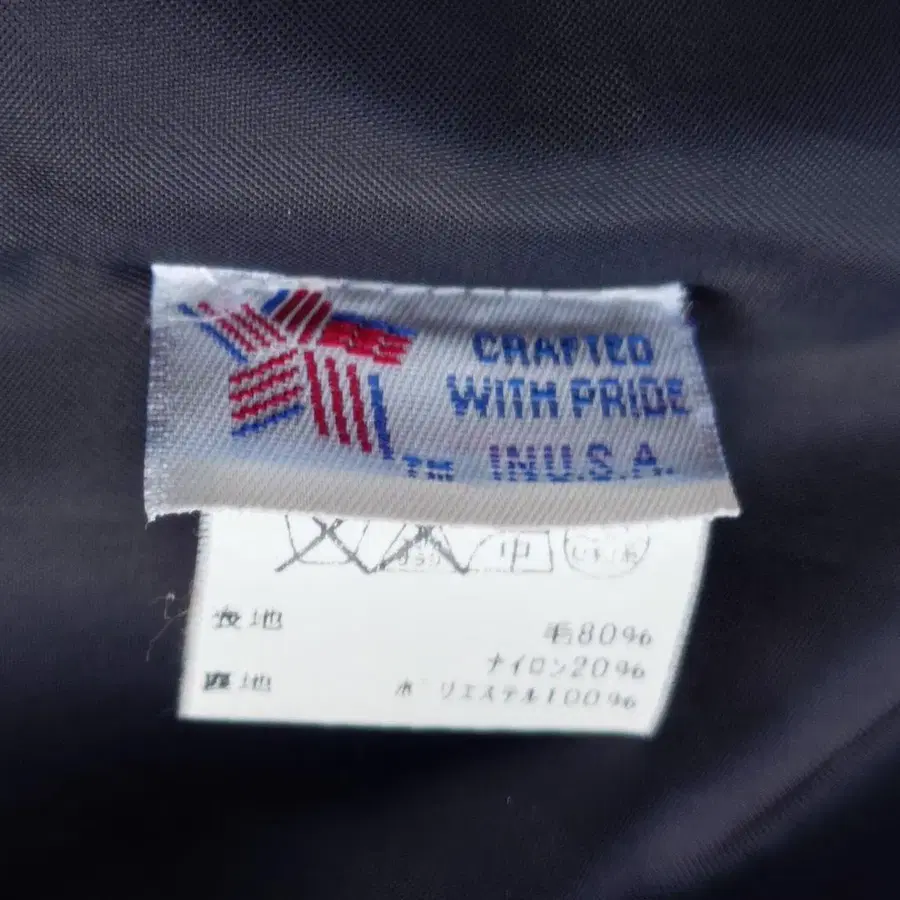 CRAFTED
WITH PRIDE
TM IN U.S.A.
中
表地
毛80%
ナイロン20%
裏地
ポリエステル100%